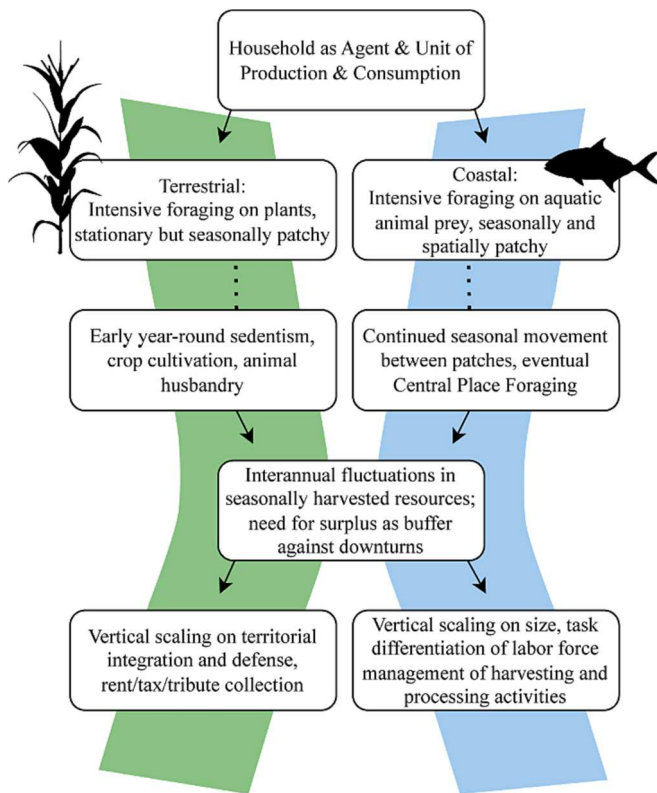 Household as Agent & Unit of
Production & Consumption
Terrestrial:
Intensive foraging on plants,
stationary but seasonally patchy
Coastal:
Intensive foraging on aquatic
animal prey, seasonally and
spatially patchy
Early year-round sedentism,
crop cultivation, animal
husbandry
Continued seasonal movement
between patches, eventual
Central Place Foraging
Interannual fluctuations in
seasonally harvested resources;
need for surplus as buffer
against downturns
Vertical scaling on territorial
integration and defense,
rent/tax/tribute collection
Vertical scaling on size, task
differentiation of labor force
management of harvesting and
processing activities